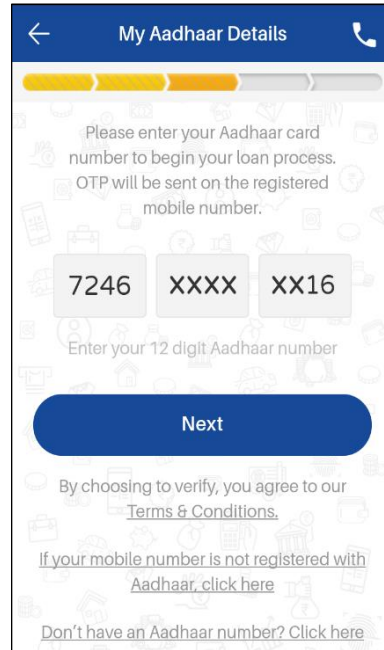 My Aadhaar Details
Please enter your Aadhaar card
number to begin your loan process.
OTP will be sent on the registered
mobile number.
7246 XXXX XX16
Enter your 12 digit Aadhaar number
Next
By choosing to verify, you agree to our
Terms & Conditions.
If your mobile number is not registered with
Aadhaar, click here
Don't have an Aadhaar number? Click here